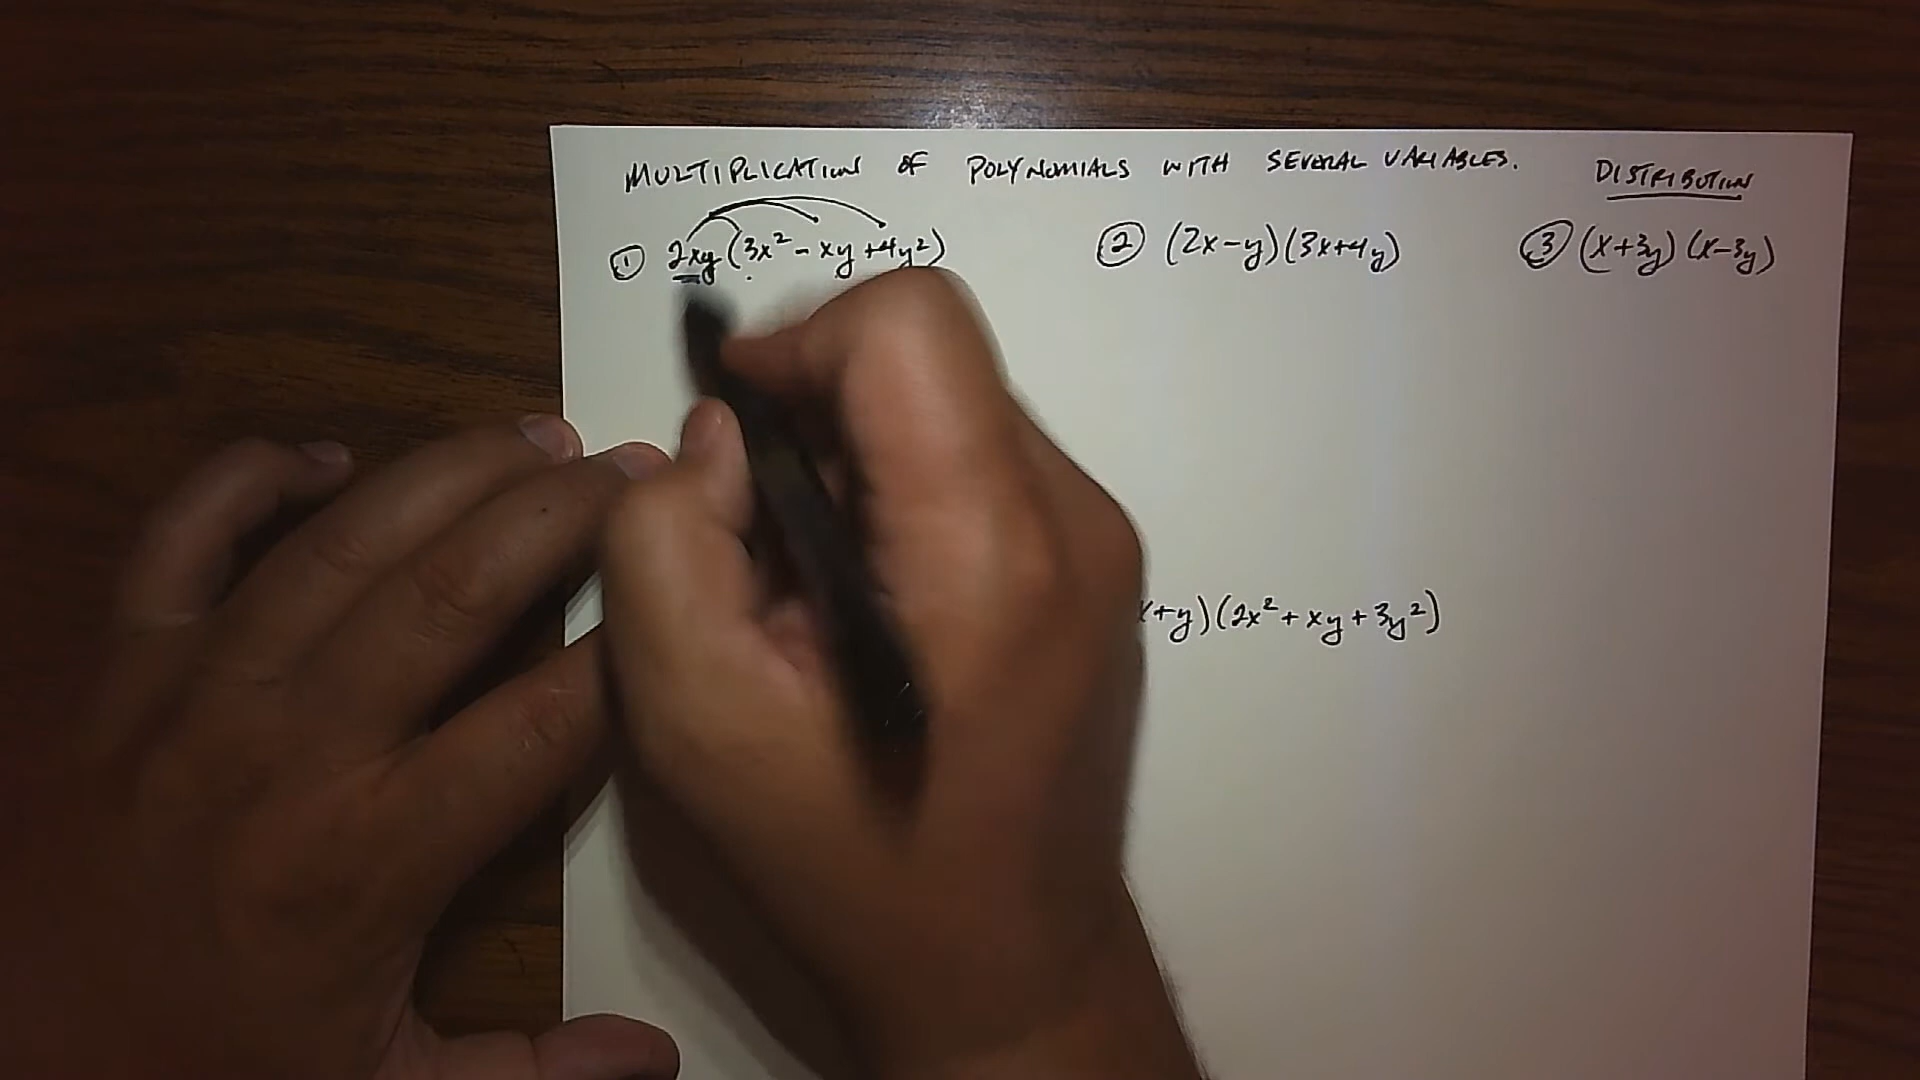 MULTIPLICATION OF POLYNOMIALS WITH SEVERAL VARIABLES.
DISTRIBUTION
① 2xy(3x²-xy+4y²)
② (2x-y)(3x+4y)
③ (x+3y)(x-3y)
+y)(2x²+xy+3y²)